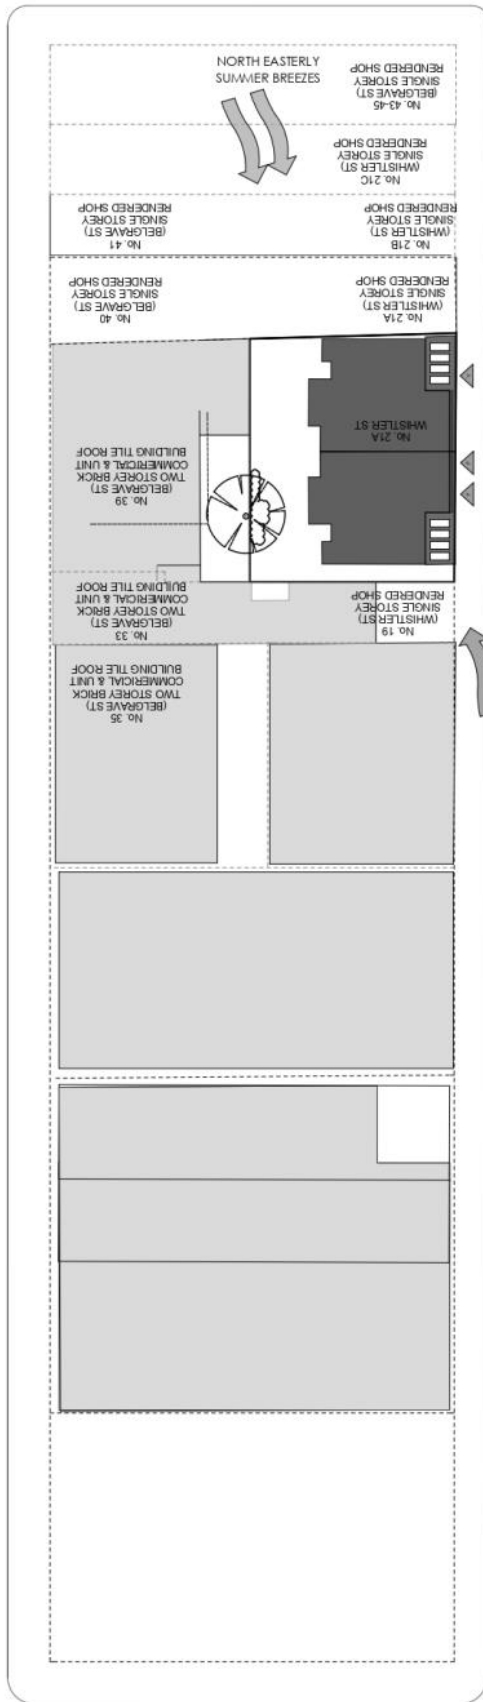 NORTH EASTERLY
SUMMER BREEZES
No. 43-45
(BELGRAVE ST)
SINGLE STOREY
RENDERED SHOP
No. 21C
(WHISTLER ST)
SINGLE STOREY
RENDERED SHOP
No. 41
(BELGRAVE ST)
SINGLE STOREY
RENDERED SHOP
No. 21B
(WHISTLER ST)
SINGLE STOREY
RENDERED SHOP
No. 40
(BELGRAVE ST)
SINGLE STOREY
RENDERED SHOP
No. 21A
(WHISTLER ST)
SINGLE STOREY
RENDERED SHOP
No. 21A
WHISTLER ST
No. 39
(BELGRAVE ST)
TWO STOREY BRICK
COMMERICIAL & UNIT
BUILDING TILE ROOF
No. 33
(BELGRAVE ST)
TWO STOREY BRICK
COMMERICIAL & UNIT
BUILDING TILE ROOF
No. 19
(WHISTLER ST)
SINGLE STOREY
RENDERED SHOP
No. 35
(BELGRAVE ST)
TWO STOREY BRICK
COMMERICIAL & UNIT
BUILDING TILE ROOF